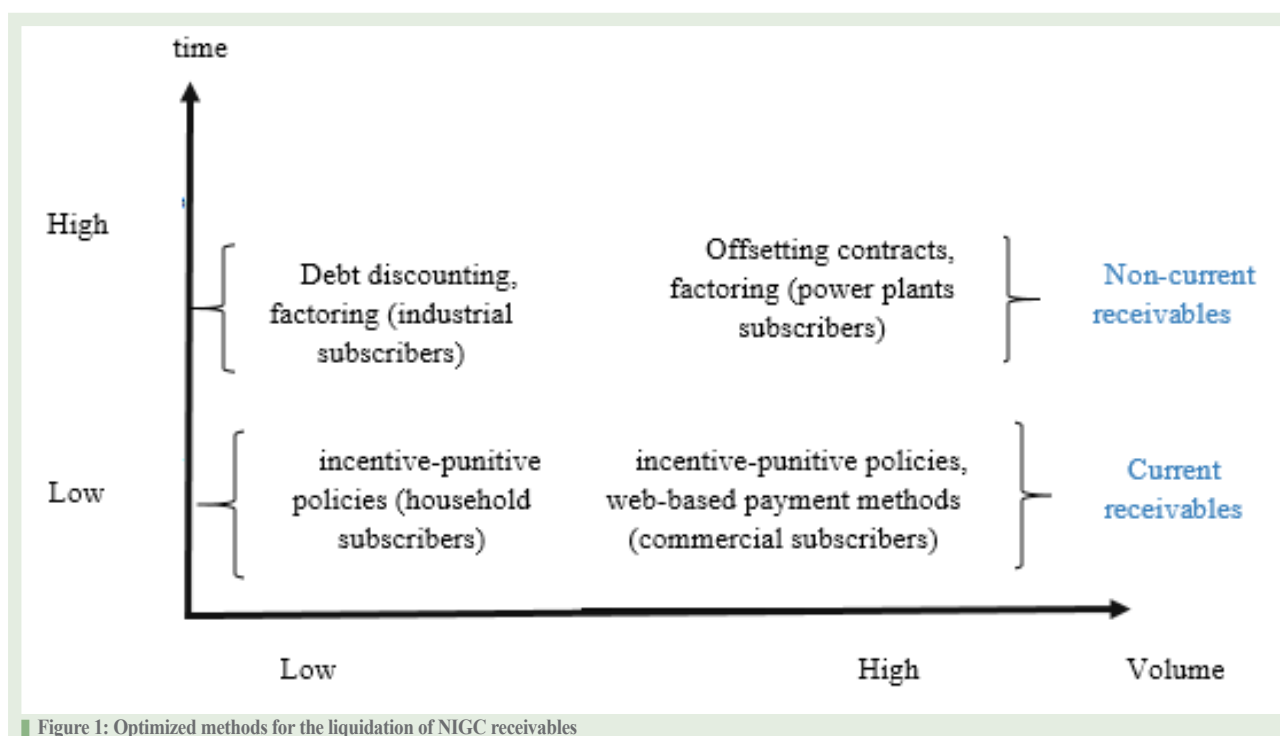 time
High
Debt discounting,
factoring (industrial
subscribers)
Offsetting contracts,
factoring (power plants
subscribers)
Non-current
receivables
Low
incentive-punitive
policies (household
subscribers)
incentive-punitive policies,
web-based payment methods
(commercial subscribers)
Current
receivables
Low
High
Volume
Figure 1: Optimized methods for the liquidation of NIGC receivables